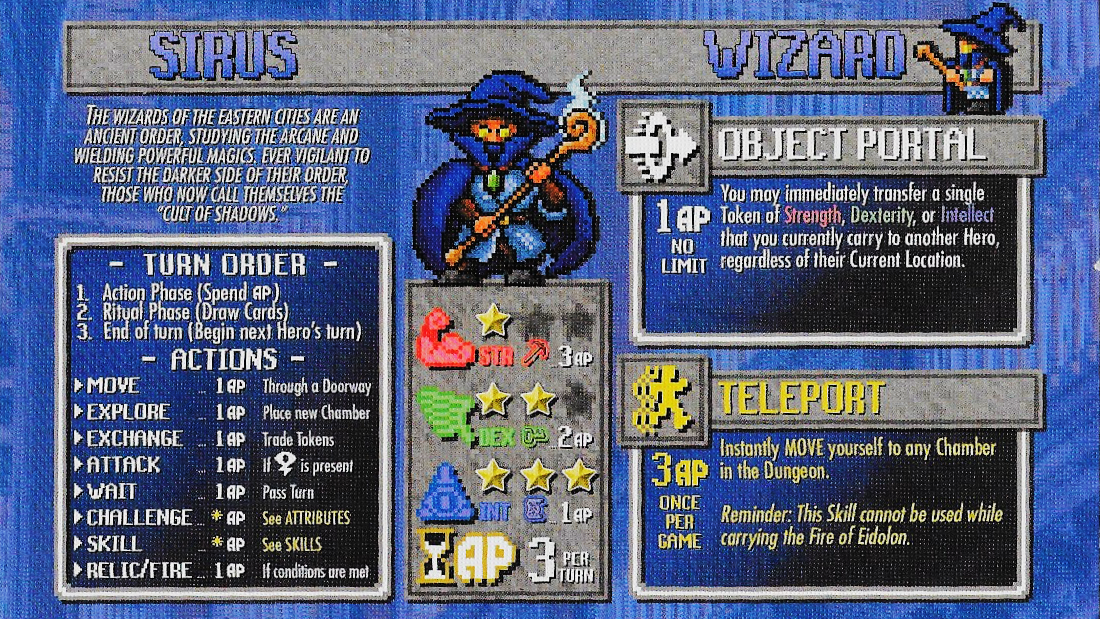 SIRUS
WIZARD
THE WIZARDS OF THE EASTERN CITIES ARE AN
ANCIENT ORDER, STUDYING THE ARCANE AND
WIELDING POWERFUL MAGICS. EVER VIGILANT TO
RESIST THE DARKER SIDE OF THEIR ORDER,
THOSE WHO NOW CALL THEMSELVES THE
"CULT OF SHADOWS."
- TURN ORDER -
1. Action Phase (Spend AP)
2. Ritual Phase (Draw Cards)
3. End of turn (Begin next Hero's turn)
- ACTIONS -
MOVE ... 1 AP Through a Doorway
EXPLORE ... 1 AP Place new Chamber
EXCHANGE ... 1 AP Trade Tokens
ATTACK ... 1 AP If is present
WAIT ... 1 AP Pass Turn
CHALLENGE ... * AP See ATTRIBUTES
SKILL ... * AP See SKILLS
RELIC/FIRE ... 1 AP If conditions are met
STR ... 3 AP
DEX ... 2 AP
INT ... 1 AP
AP 3 PER
TURN
OBJECT PORTAL
1 AP
NO
LIMIT
You may immediately transfer a single
Token of Strength, Dexterity, or Intellect
that you currently carry to another Hero,
regardless of their Current Location.
TELEPORT
3 AP
ONCE
PER
GAME
Instantly MOVE yourself to any Chamber
in the Dungeon.
Reminder: This Skill cannot be used while
carrying the Fire of Eidolon.